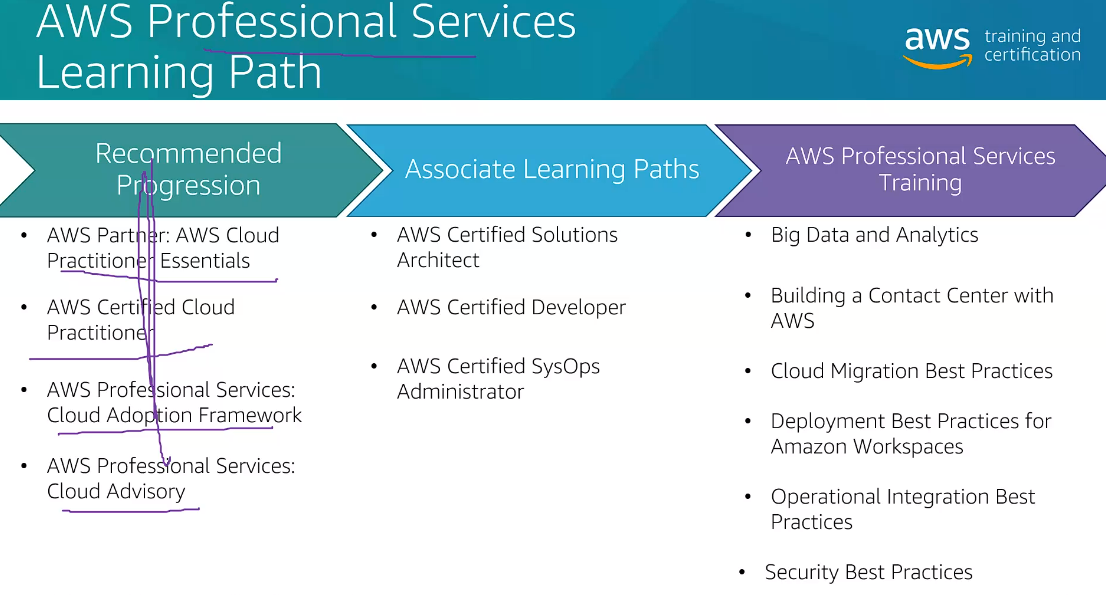 AWS Professional Services
Learning Path
aws
training and
certification
Recommended
Progression
• AWS Partner: AWS Cloud
Practitioner Essentials
• AWS Certified Cloud
Practitioner
• AWS Professional Services:
Cloud Adoption Framework
• AWS Professional Services:
Cloud Advisory
Associate Learning Paths
• AWS Certified Solutions
Architect
• AWS Certified Developer
• AWS Certified SysOps
Administrator
AWS Professional Services
Training
• Big Data and Analytics
• Building a Contact Center with
AWS
• Cloud Migration Best Practices
• Deployment Best Practices for
Amazon Workspaces
• Operational Integration Best
Practices
• Security Best Practices